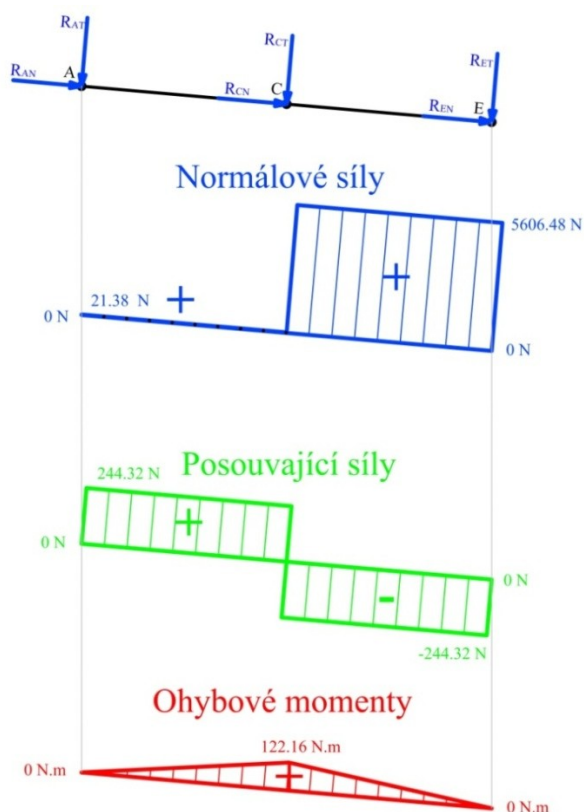 RAT
RCT
RET
RAN
A
RCN
C
REN
E
Normálové síly
5606.48 N
21.38 N
+
+
0 N
0 N
Posouvající síly
244.32 N
+
0 N
0 N
-
-244.32 N
Ohybové momenty
122.16 N.m
0 N.m
+
0 N.m